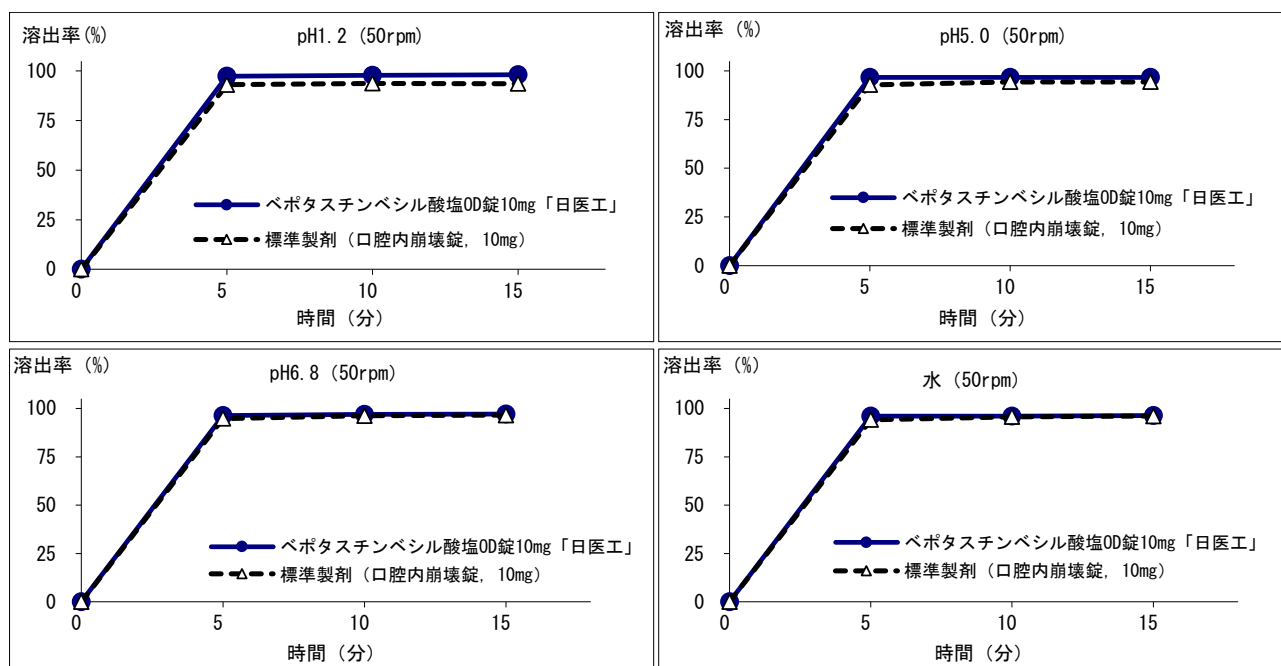 溶出率(%)
pH1.2 (50rpm)
100
75
50
25
0
ベポタスチンベシル酸塩OD錠10mg「日医工」
標準製剤（口腔内崩壊錠, 10mg）
0 5 10 15
時間（分）
溶出率(%)
pH5.0 (50rpm)
100
75
50
25
0
ベポタスチンベシル酸塩OD錠10mg「日医工」
標準製剤（口腔内崩壊錠, 10mg）
0 5 10 15
時間（分）
溶出率(%)
pH6.8 (50rpm)
100
75
50
25
0
ベポタスチンベシル酸塩OD錠10mg「日医工」
標準製剤（口腔内崩壊錠, 10mg）
0 5 10 15
時間（分）
溶出率(%)
水 (50rpm)
100
75
50
25
0
ベポタスチンベシル酸塩OD錠10mg「日医工」
標準製剤（口腔内崩壊錠, 10mg）
0 5 10 15
時間（分）